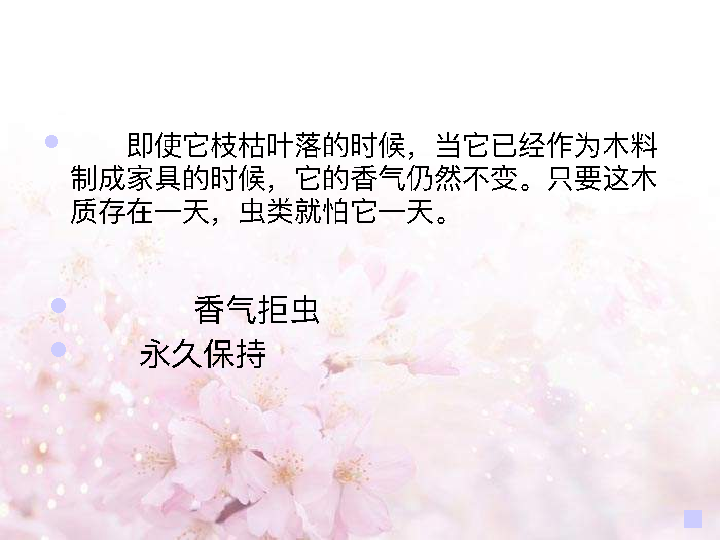 即使它枝枯叶落的时候，当它已经作为木料
制成家具的时候，它的香气仍然不变。只要这木
质存在一天，虫类就怕它一天。
香气拒虫
永久保持